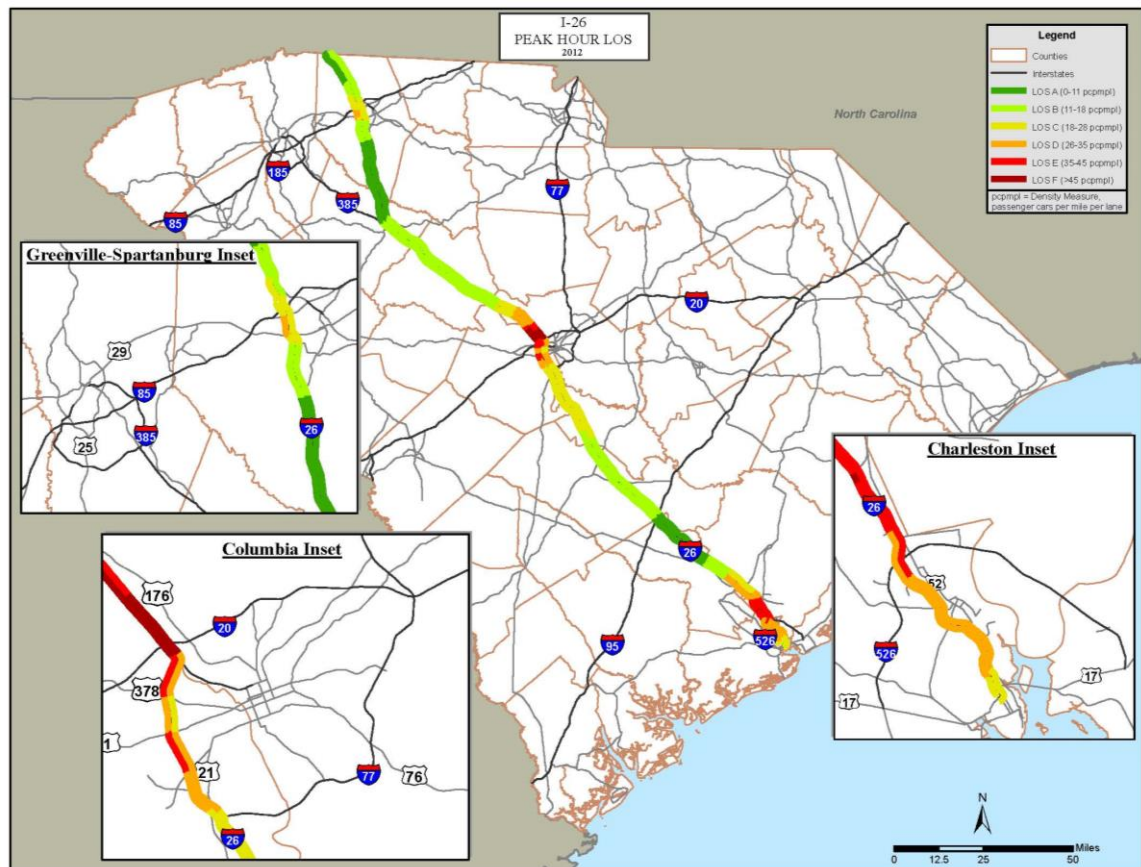 I-26
PEAK HOUR LOS
2012
Legend
Counties
Interstates
LOS A (0-11 pcpmpl)
LOS B (11-18 pcpmpl)
LOS C (18-28 pcpmpl)
LOS D (26-35 pcpmpl)
LOS E (35-45 pcpmpl)
LOS F (>45 pcpmpl)
pcpmpl = Density Measure,
passenger cars per mile per lane
North Carolina
185
77
385
85
20
26
95
526
Greenville-Spartanburg Inset
29
85
385
25
26
Columbia Inset
176
20
378
1
21
77
76
26
Charleston Inset
26
52
526
17
17
N
Miles
0 12.5 25 50